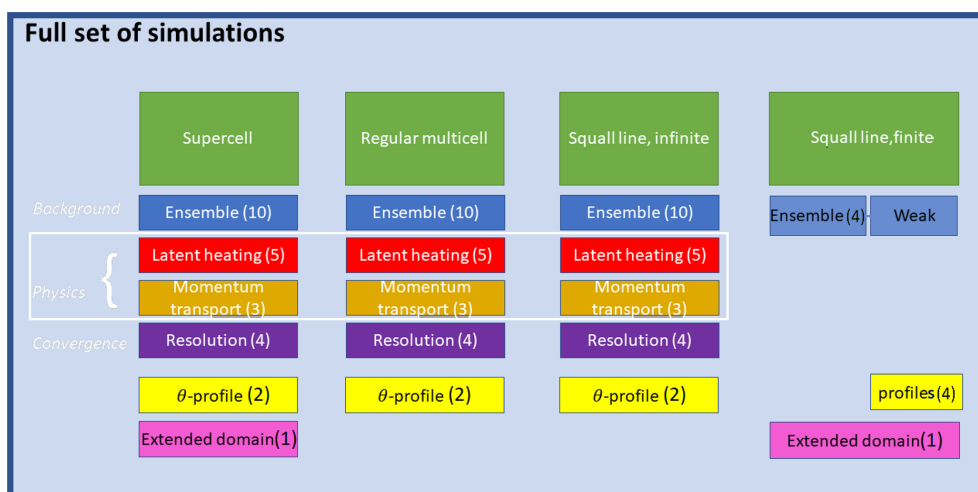 Full set of simulations
Supercell
Regular multicell
Squall line, infinite
Squall line,finite
Background
Ensemble (10)
Ensemble (10)
Ensemble (10)
Ensemble (4)-
Weak
Physics
{
Latent heating (5)
Latent heating (5)
Latent heating (5)
Momentum
transport (3)
Momentum
transport (3)
Momentum
transport (3)
Convergence
Resolution (4)
Resolution (4)
Resolution (4)
θ-profile (2)
θ-profile (2)
θ-profile (2)
profiles(4)
Extended domain(1)
Extended domain(1)